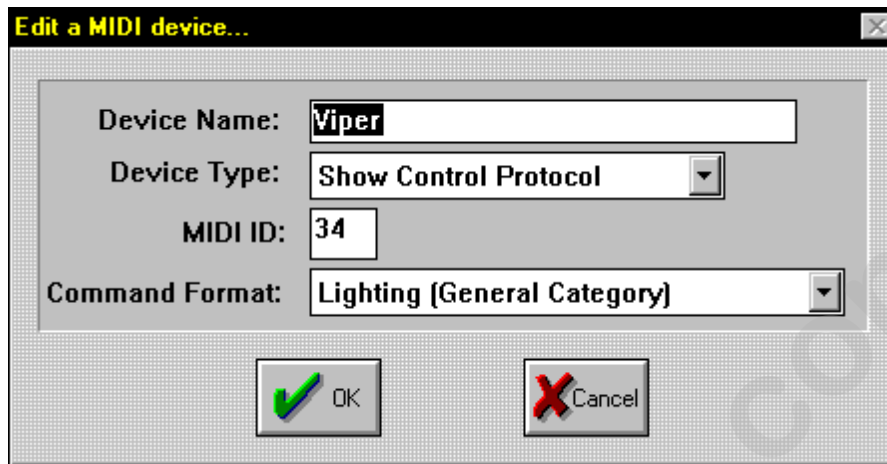 Edit a MIDI device...
Device Name: Viper
Device Type: Show Control Protocol
MIDI ID: 34
Command Format: Lighting (General Category)
OK Cancel